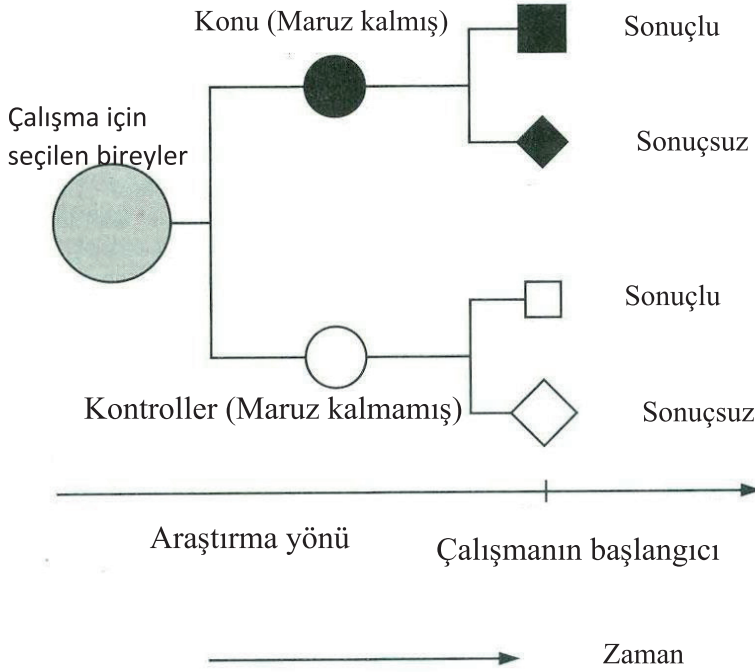 Konu (Maruz kalmış)
Sonuçlu
Çalışma için
seçilen bireyler
Sonuçsuz
Sonuçlu
Kontroller (Maruz kalmamış)
Sonuçsuz
Araştırma yönü
Çalışmanın başlangıcı
Zaman